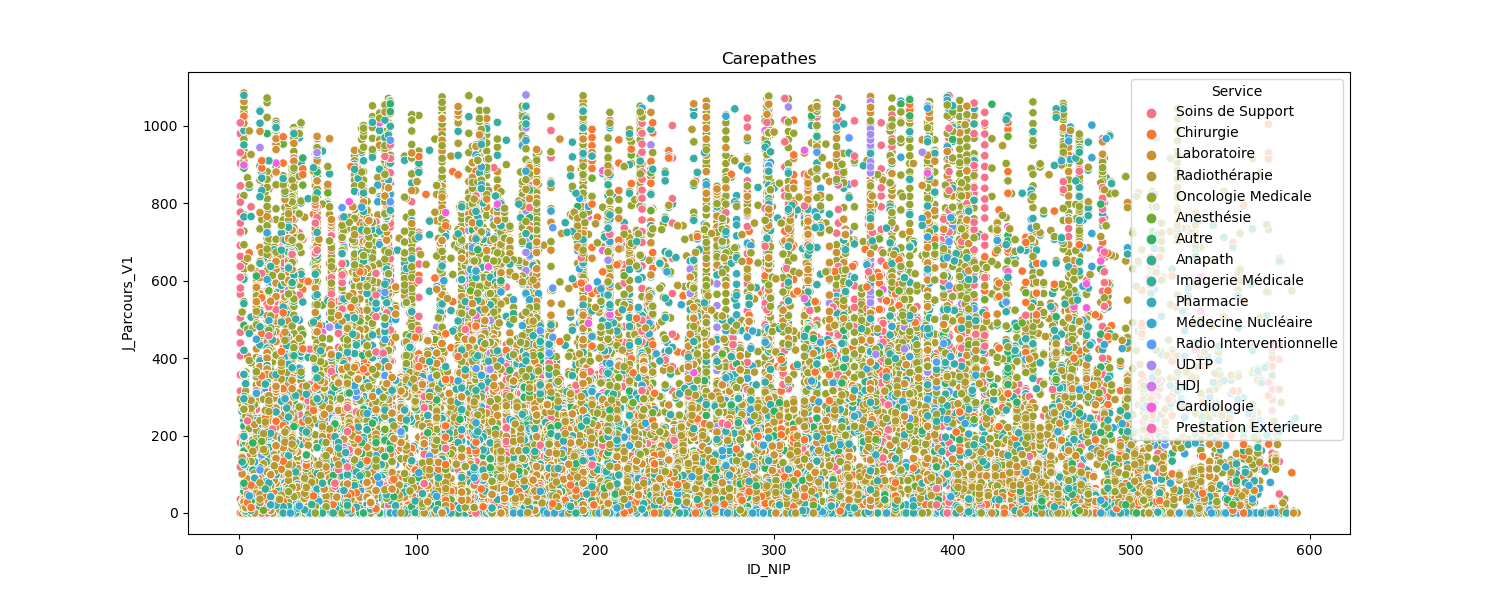 Carepathes
Service
Soins de Support
Chirurgie
Laboratoire
Radiothérapie
Oncologie Medicale
Anesthésie
Autre
Anapath
Imagerie Médicale
Pharmacie
Médecine Nucléaire
Radio Interventionnelle
UDTP
HDJ
Cardiologie
Prestation Exterieure
J_Parcours_V1
1000
800
600
400
200
0
0 100 200 300 400 500 600
ID_NIP